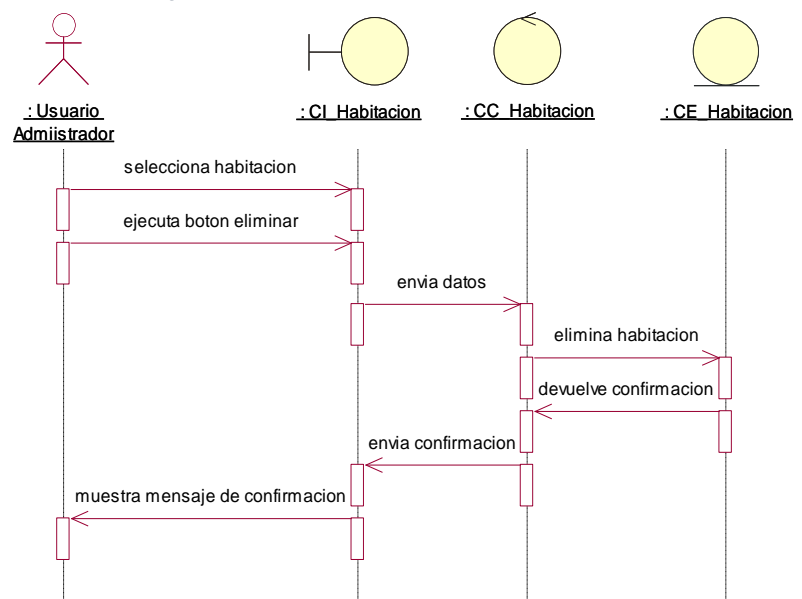 : Usuario
Admiistrador
: CI_Habitacion
: CC_Habitacion
: CE_Habitacion
selecciona habitacion
ejecuta boton eliminar
envia datos
elimina habitacion
devuelve confirmacion
envia confirmacion
muestra mensaje de confirmacion